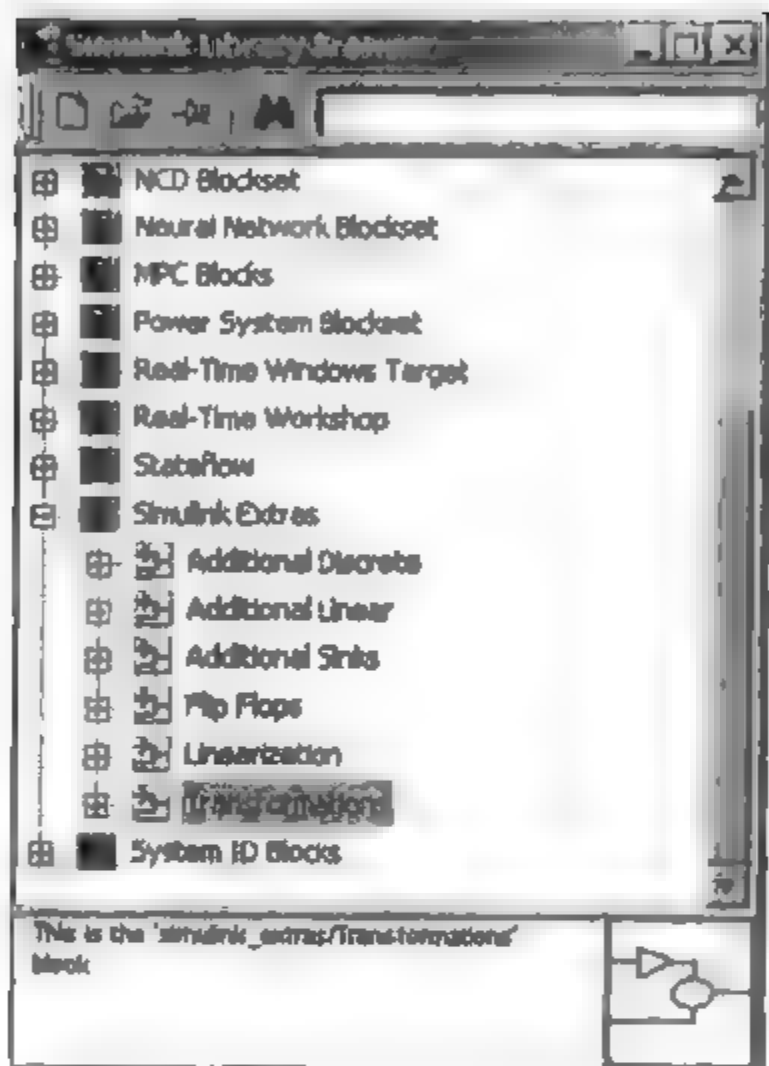 Simulink Library Browser
NCD Blockset
Neural Network Blockset
MPC Blocks
Power System Blockset
Real-Time Windows Target
Real-Time Workshop
Stateflow
Simulink Extras
Additional Discrete
Additional Linear
Additional Sinks
Flip Flops
Linearization
Transformations
System ID Blocks
This is the 'simulink_extras/Transformations'
block